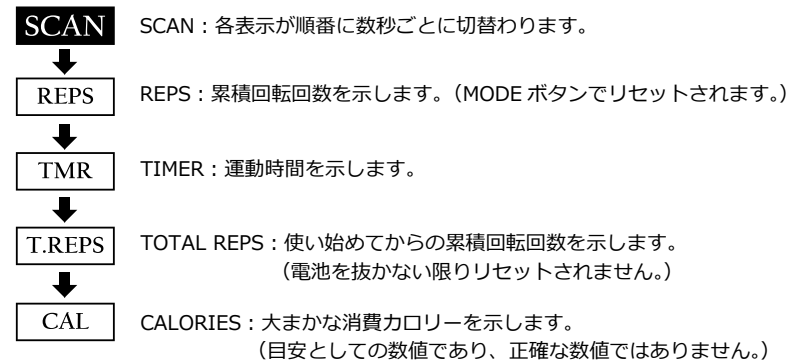 SCAN SCAN：各表示が順番に数秒ごとに切替わります。
REPS REPS：累積回転回数を示します。（MODE ボタンでリセットされます。）
TMR TIMER：運動時間を示します。
T.REPS TOTAL REPS：使い始めてからの累積回転回数を示します。
（電池を抜かない限りリセットされません。）
CAL CALORIES：大まかな消費カロリーを示します。
（目安としての数値であり、正確な数値ではありません。）